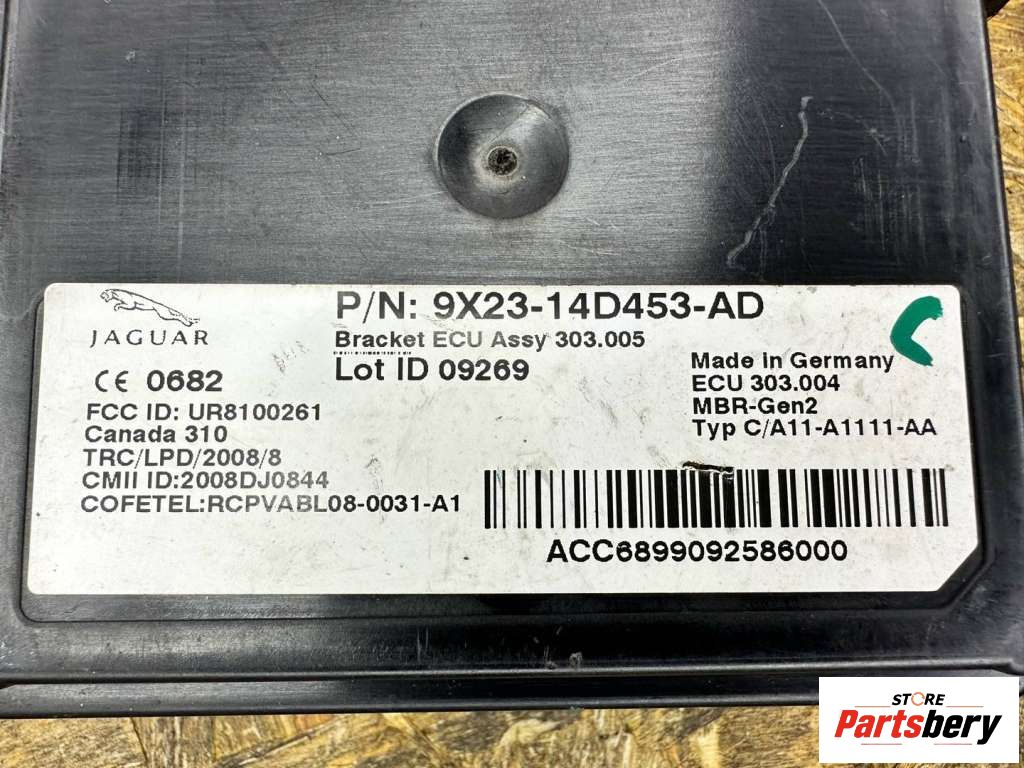 P/N: 9X23-14D453-AD
Bracket ECU Assy 303.005
Lot ID 09269
JAGUAR
CE 0682
FCC ID: UR8100261
Canada 310
TRC/LPD/2008/8
CMII ID:2008DJ0844
COFETEL:RCPVABL08-0031-A1
Made in Germany
ECU 303.004
MBR-Gen2
Typ C/A11-A1111-AA
ACC6899092586000
STORE
Partsbery